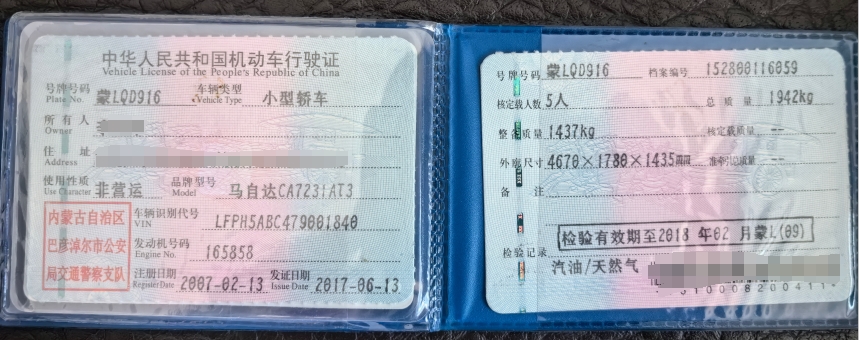 中华人民共和国机动车行驶证
Vehicle License of the People's Republic of China
号牌号码 蒙LQD916 车辆类型 小型轿车
Plate No. Vehicle Type
所有人
Owner
住址
Address
使用性质 非营运 品牌型号 马自达CA7231AT3
Use Character Model
内蒙古自治区
巴彦淖尔市公安
局交通警察支队
车辆识别代号 LFPH5ABC479001840
VIN
发动机号码 165858
Engine No.
注册日期 2007-02-13 发证日期 2017-06-13
Register Date Issue Date
号牌号码 蒙LQD916 档案编号 152800116059
核定载人数 5人 总质量 1942kg
整备质量 1437kg 核定载质量 --
外廓尺寸 4670×1780×1435 准牵引总质量 --
备注
检验有效期至2018年02月蒙L(09)
检验记录
汽油/天然气